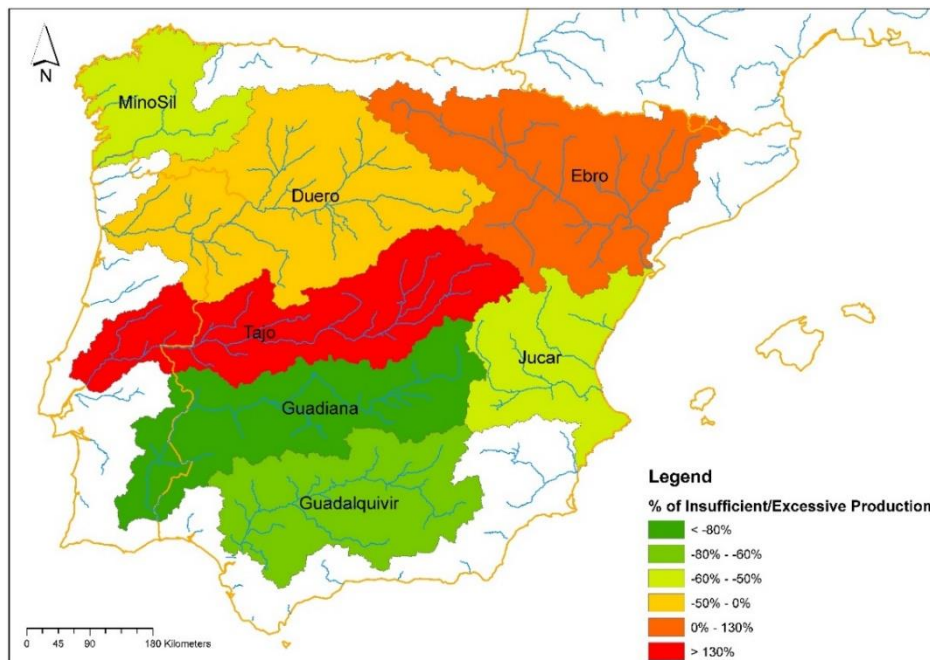 N
MinoSil
Duero
Ebro
Tajo
Jucar
Guadiana
Guadalquivir
Legend
% of Insufficient/Excessive Production
< -80%
-80% - -60%
-60% - -50%
-50% - 0%
0% - 130%
> 130%
0 45 90 180 Kilometers